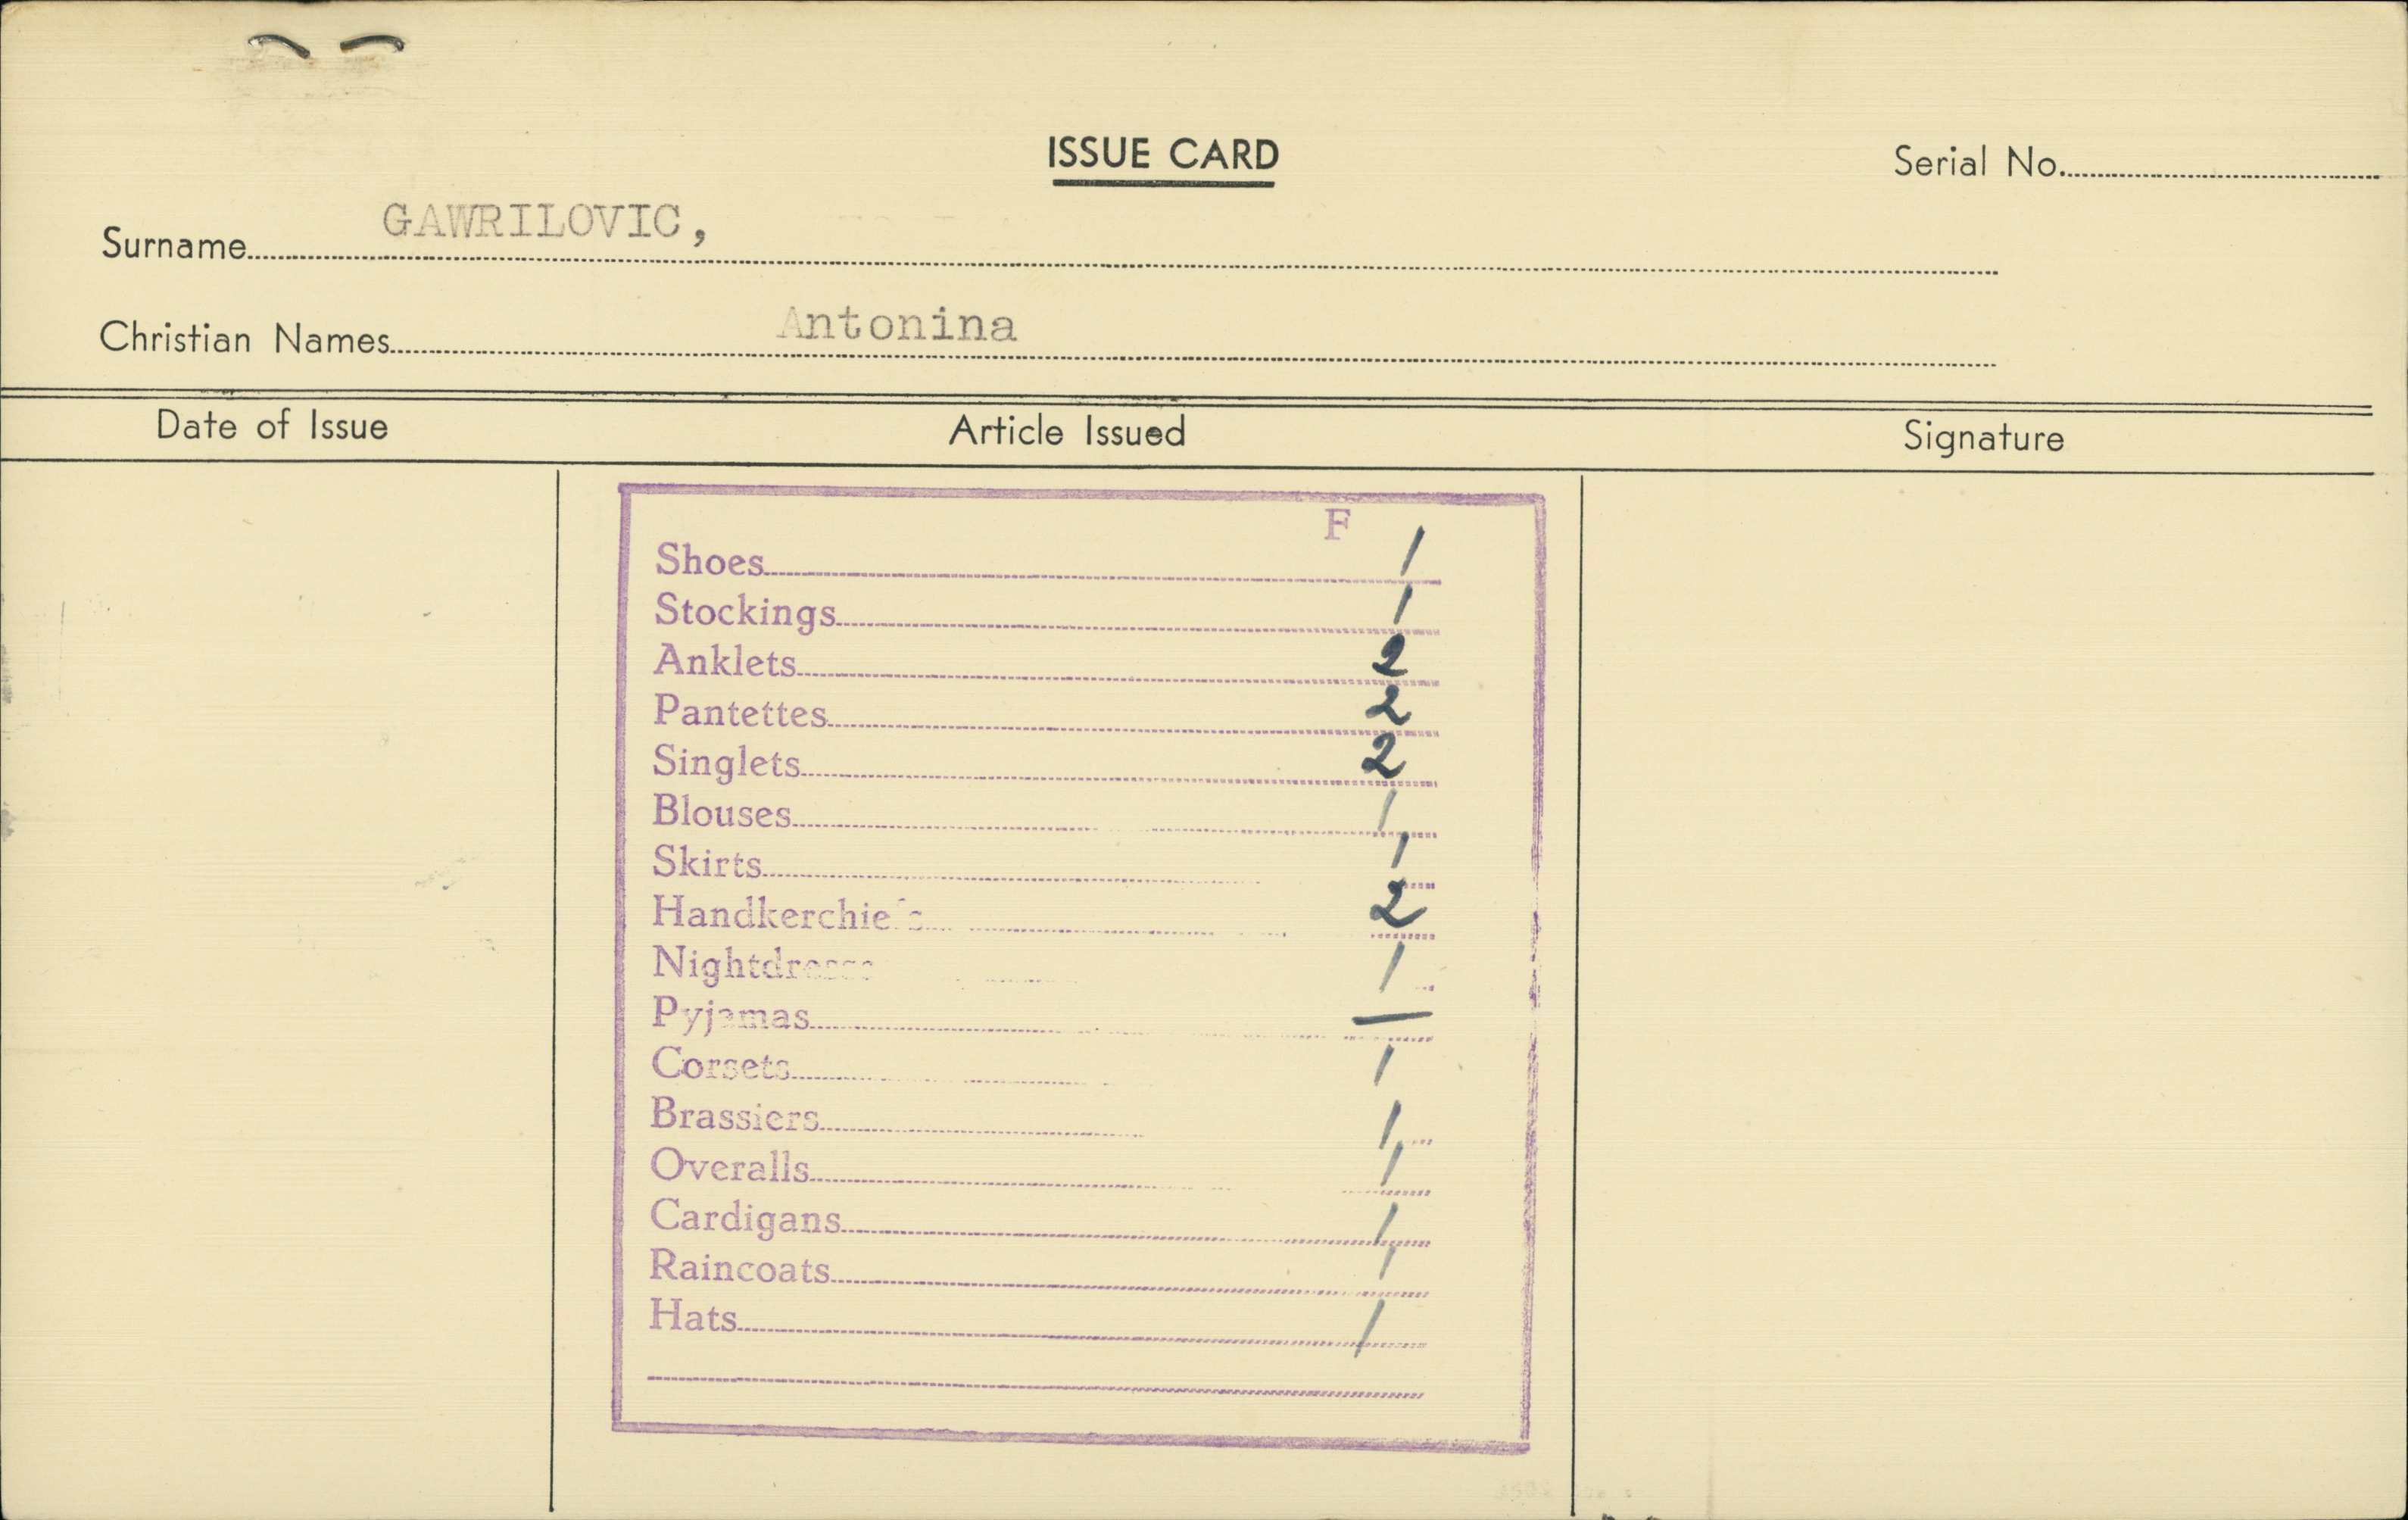 ISSUE CARD
Serial No.
Surname GAWRILOVIC,
Christian Names Antonina
Date of Issue Article Issued Signature
F
Shoes 1
Stockings 1
Anklets 2
Pantettes 2
Singlets 2
Blouses 1
Skirts 1
Handkerchiefs 2
Nightdresses 1
Pyjamas —
Corsets 1
Brassiers 1
Overalls 1
Cardigans 1
Raincoats 1
Hats 1